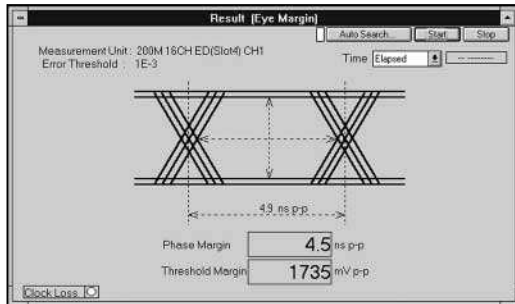 Result [Eye Margin]
Auto Search... Start Stop
Measurement Unit : 200M 16CH ED(Slot4) CH1
Error Threshold : 1E-3
Time Elapsed -- --------
4.9 ns p-p
Phase Margin 4.5 ns p-p
Threshold Margin 1735 mV p-p
Clock Loss